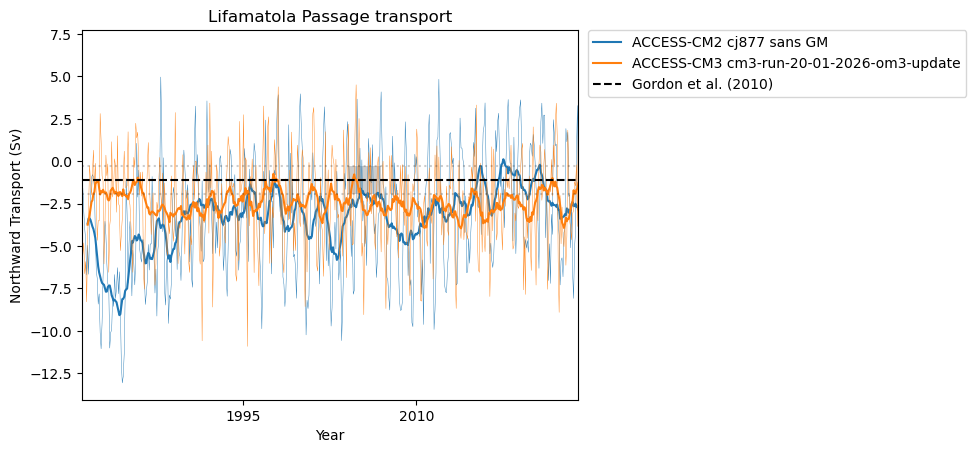 Lifamatola Passage transport
ACCESS-CM2 cj877 sans GM
ACCESS-CM3 cm3-run-20-01-2026-om3-update
Gordon et al. (2010)
Northward Transport (Sv)
7.5
5.0
2.5
0.0
−2.5
−5.0
−7.5
−10.0
−12.5
1995
2010
Year